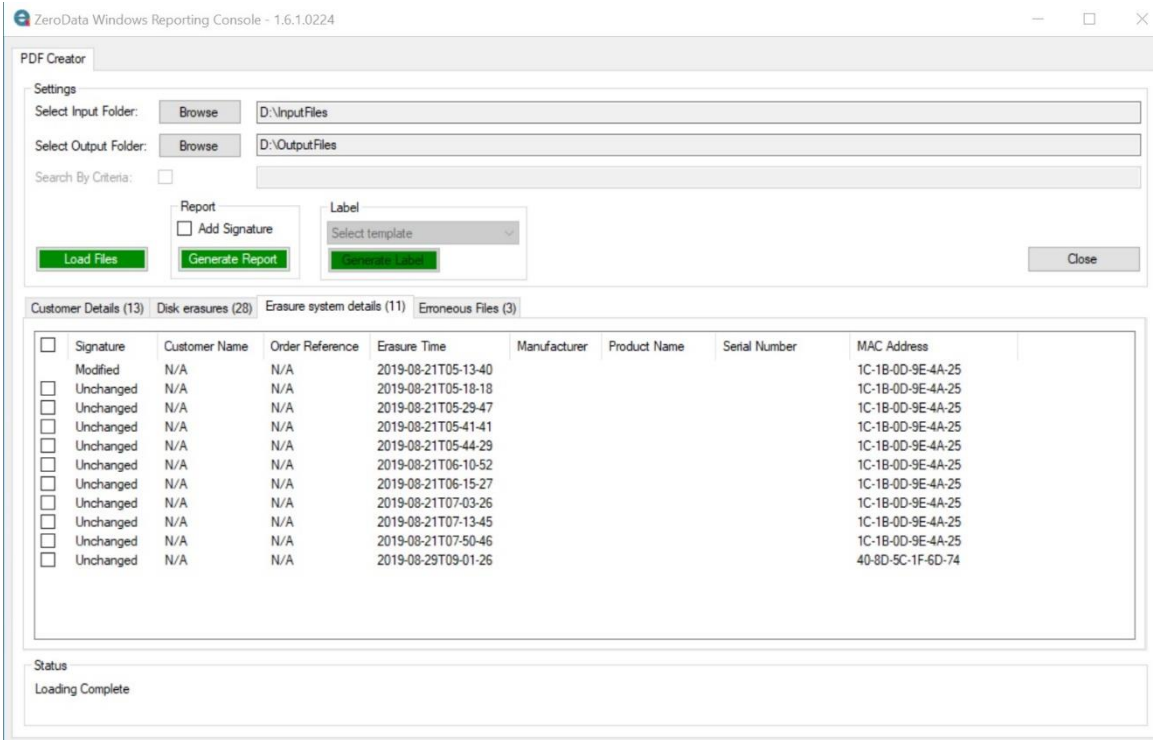 ZeroData Windows Reporting Console - 1.6.1.0224
PDF Creator
Settings
Select Input Folder: Browse D:\InputFiles
Select Output Folder: Browse D:\OutputFiles
Search By Criteria:
Report Label
Add Signature Select template
Load Files Generate Report Generate Label Close
Customer Details (13) Disk erasures (28) Erasure system details (11) Erroneous Files (3)
Signature Customer Name Order Reference Erasure Time Manufacturer Product Name Serial Number MAC Address
Modified N/A N/A 2019-08-21T05-13-40 1C-1B-0D-9E-4A-25
Unchanged N/A N/A 2019-08-21T05-18-18 1C-1B-0D-9E-4A-25
Unchanged N/A N/A 2019-08-21T05-29-47 1C-1B-0D-9E-4A-25
Unchanged N/A N/A 2019-08-21T05-41-41 1C-1B-0D-9E-4A-25
Unchanged N/A N/A 2019-08-21T05-44-29 1C-1B-0D-9E-4A-25
Unchanged N/A N/A 2019-08-21T06-10-52 1C-1B-0D-9E-4A-25
Unchanged N/A N/A 2019-08-21T06-15-27 1C-1B-0D-9E-4A-25
Unchanged N/A N/A 2019-08-21T07-03-26 1C-1B-0D-9E-4A-25
Unchanged N/A N/A 2019-08-21T07-13-45 1C-1B-0D-9E-4A-25
Unchanged N/A N/A 2019-08-21T07-50-46 1C-1B-0D-9E-4A-25
Unchanged N/A N/A 2019-08-29T09-01-26 40-8D-5C-1F-6D-74
Status
Loading Complete